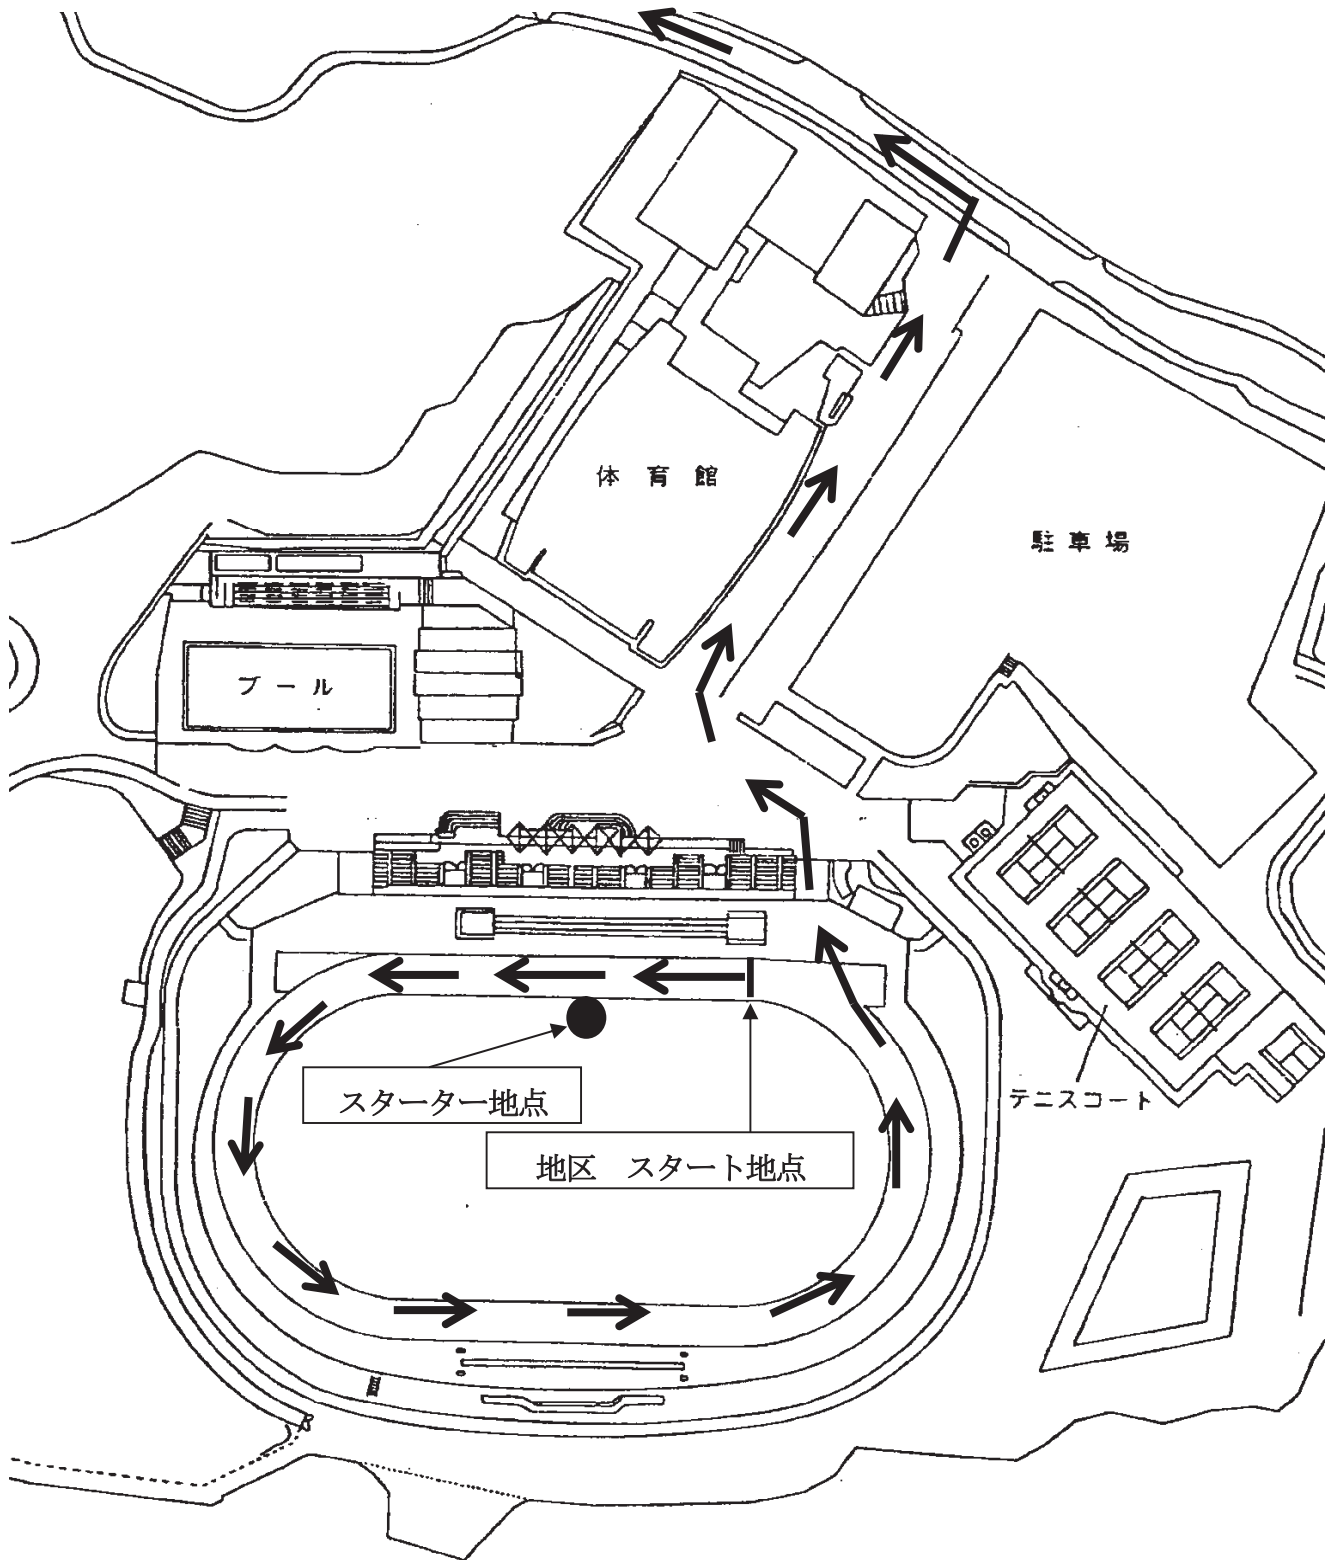 体育館
駐車場
プール
スターター地点
テニスコート
地区　スタート地点